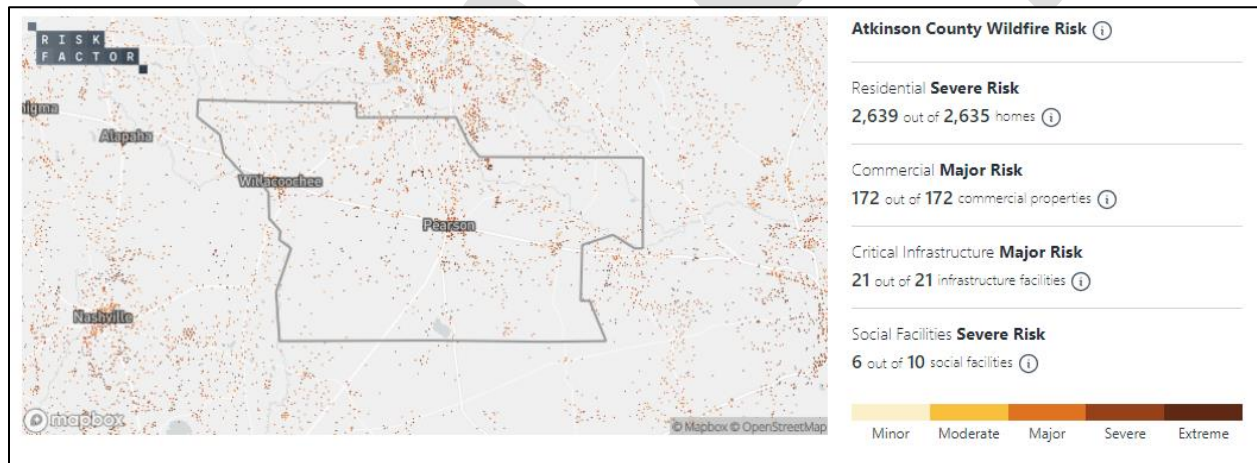 RISK
FACTOR
nigma
Alapaha
Willacoochee
Pearson
Nashville
mapbox
© Mapbox © OpenStreetMap
Atkinson County Wildfire Risk i
Residential Severe Risk
2,639 out of 2,635 homes i
Commercial Major Risk
172 out of 172 commercial properties i
Critical Infrastructure Major Risk
21 out of 21 infrastructure facilities i
Social Facilities Severe Risk
6 out of 10 social facilities i
Minor Moderate Major Severe Extreme